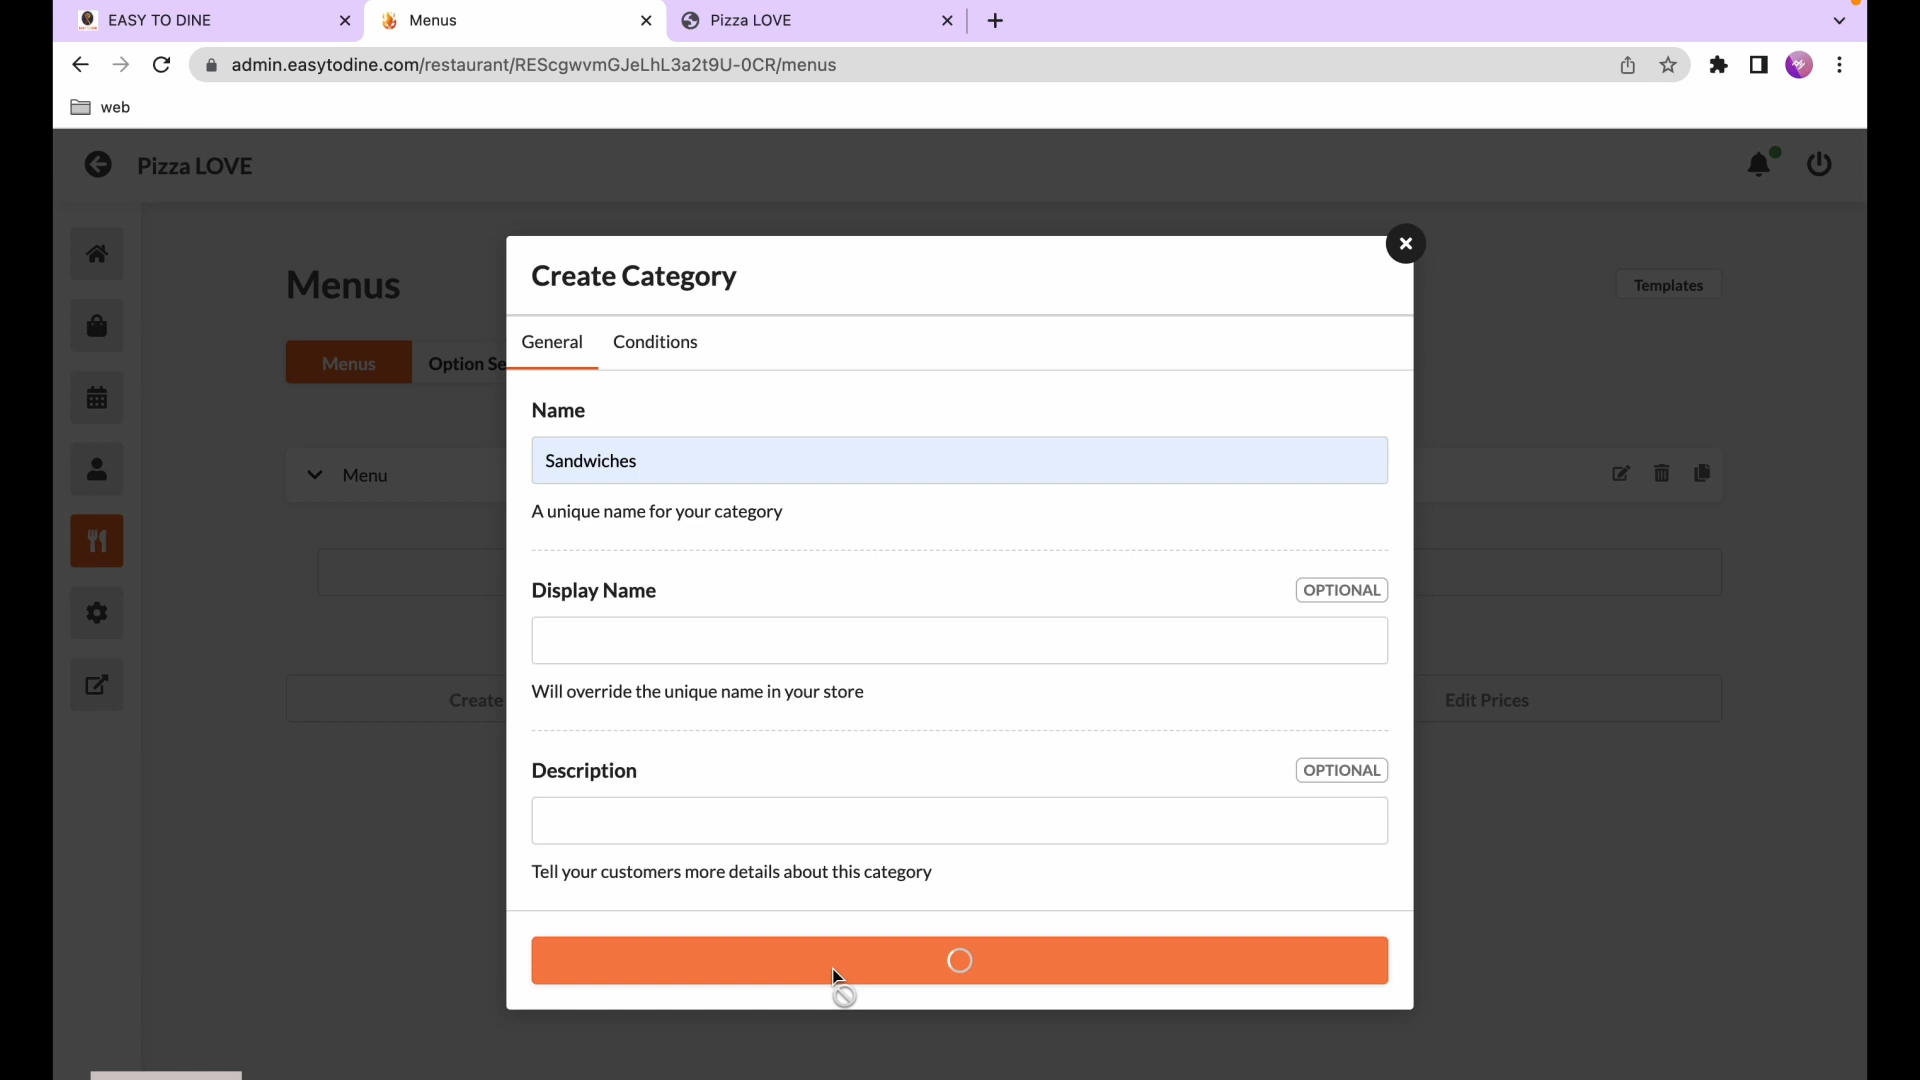 EASY TO DINE
Menus
Pizza LOVE
admin.easytodine.com/restaurant/REScgwvmGJeLhL3a2t9U-0CR/menus
web
Pizza LOVE
Menus
Templates
Menus
Option Se
Menu
Create
Edit Prices
Create Category
General
Conditions
Name
Sandwiches
A unique name for your category
Display Name
OPTIONAL
Will override the unique name in your store
Description
OPTIONAL
Tell your customers more details about this category